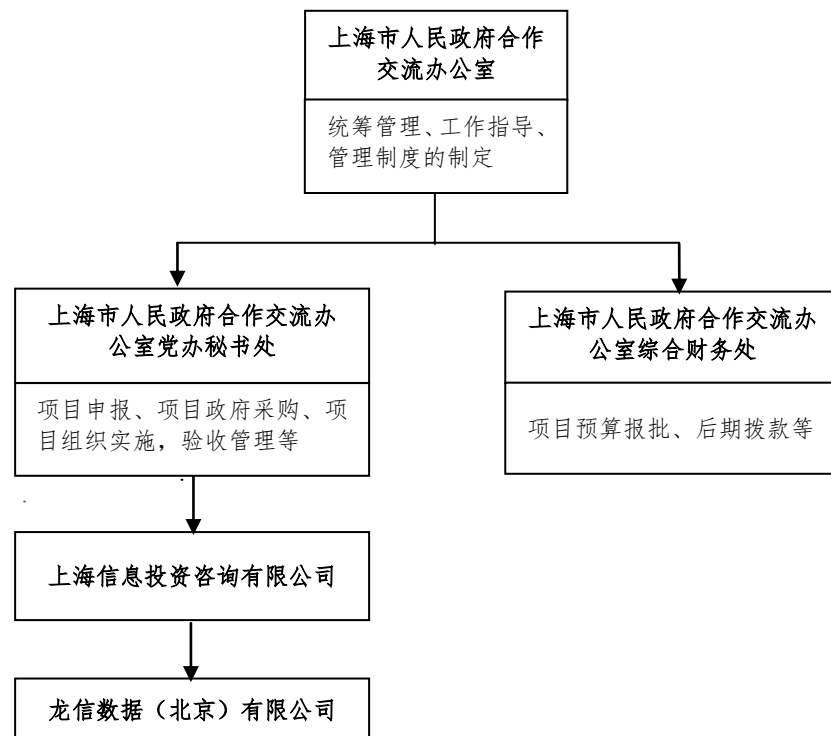 上海市人民政府合作
交流办公室
统筹管理、工作指导、
管理制度的制定
上海市人民政府合作交流办
公室党办秘书处
项目申报、项目政府采购、项
目组织实施，验收管理等
上海市人民政府合作交流办
公室综合财务处
项目预算报批、后期拨款等
上海信息投资咨询有限公司
龙信数据（北京）有限公司